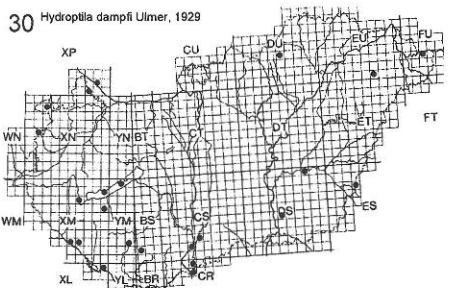 30 Hydroptila dampfi Ulmer, 1929
XP
CU
DU
EU
FU
WN
XN
YN
BT
C
DT
ET
FT
WM
XM
YM
BS
CS
DS
ES
XL
YL
BR
CR